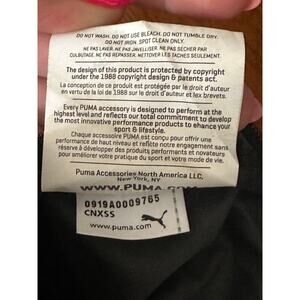 DO NOT WASH. DO NOT USE BLEACH. DO NOT TUMBLE DRY.
DO NOT IRON. SPOT CLEAN ONLY.
NE PAS LAVER. NE PAS JAVELLISER. NE PAS SÉCHER PAR
CULBUTAGE. NE PAS REPASSER. NETTOYEZ LES TACHES SEULEMENT.
The design of this product is protected by copyright
under the 1988 copyright design & patents act.
La conception de ce produit est protégée par le droit d'auteur
en vertu de la loi de 1988 sur le droit d'auteur et les brevets.
Every PUMA accessory is designed to perform at the
highest level and reflects our total commitment to develop
the most innovative performance products to enhance your
sport & lifestyle.
Chaque accessoire PUMA est conçu pour offrir une
performance de haut niveau et reflète notre engagement sans
réserve à développer des produits performants et novateurs
pour améliorer votre pratique du sport et votre mode de vie.
Puma Accessories North America LLC,
New York, NY
www.PUMA
0919A0009765
CNXSS
www.puma.com